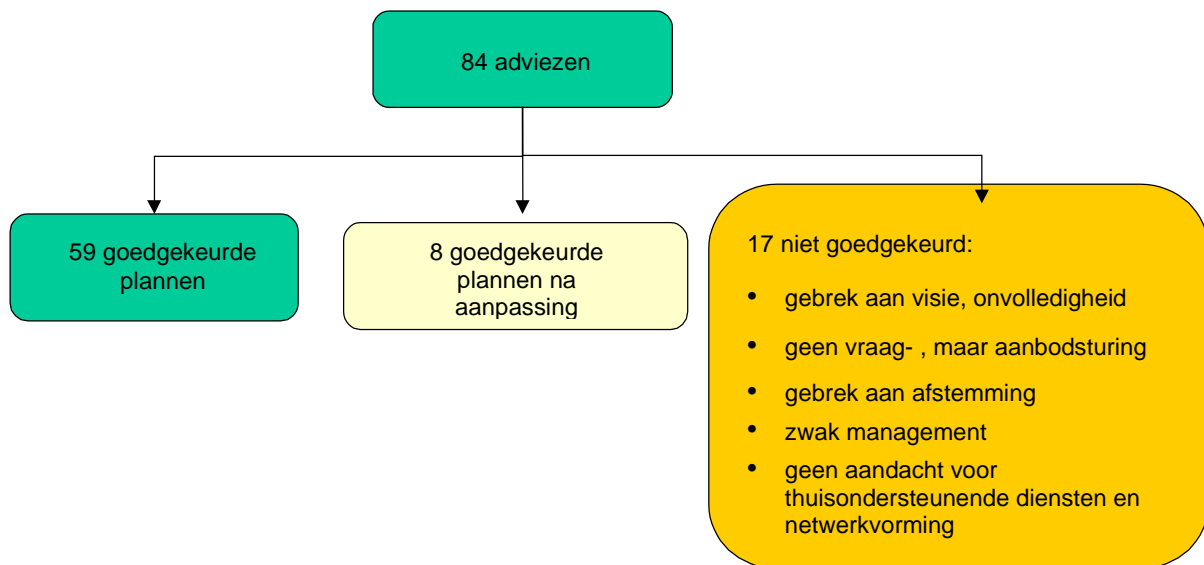 84 adviezen
59 goedgekeurde
plannen
8 goedgekeurde
plannen na
aanpassing
17 niet goedgekeurd:
• gebrek aan visie, onvolledigheid
• geen vraag- , maar aanbodsturing
• gebrek aan afstemming
• zwak management
• geen aandacht voor
thuisondersteunende diensten en
netwerkvorming